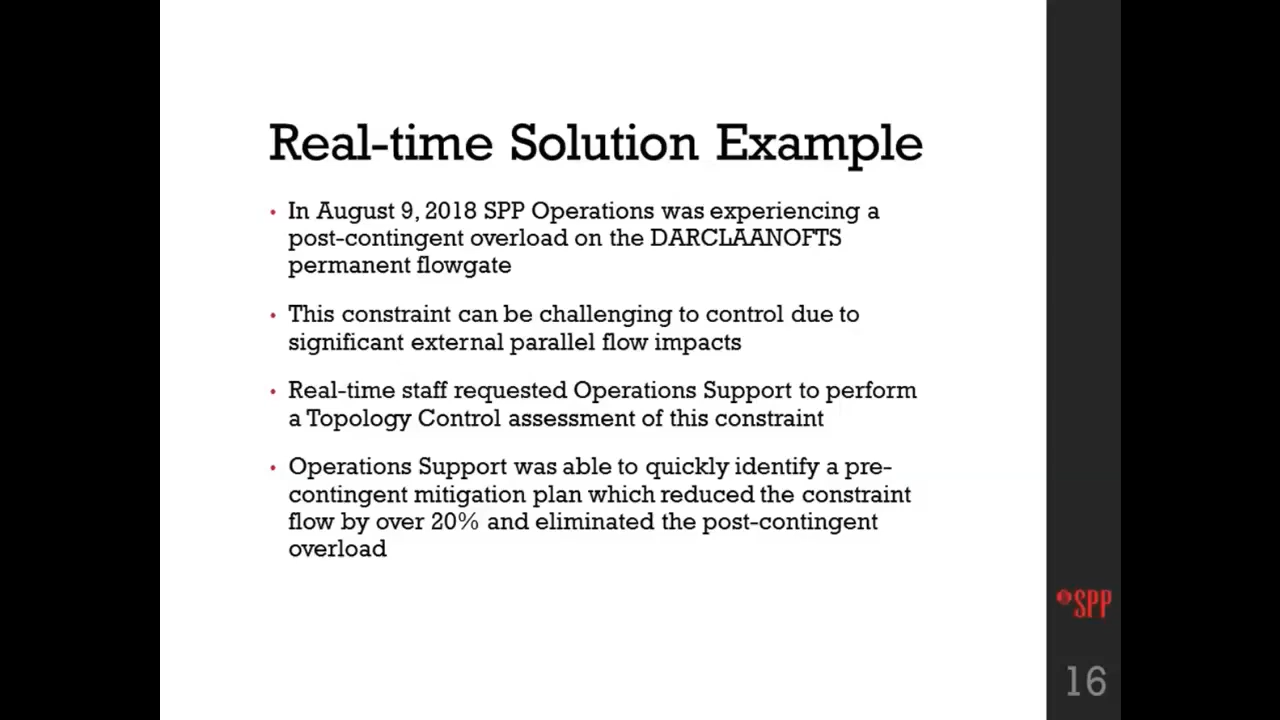 Real-time Solution Example
• In August 9, 2018 SPP Operations was experiencing a
post-contingent overload on the DARCLAANOFTS
permanent flowgate
• This constraint can be challenging to control due to
significant external parallel flow impacts
• Real-time staff requested Operations Support to perform
a Topology Control assessment of this constraint
• Operations Support was able to quickly identify a pre-
contingent mitigation plan which reduced the constraint
flow by over 20% and eliminated the post-contingent
overload
SPP
16